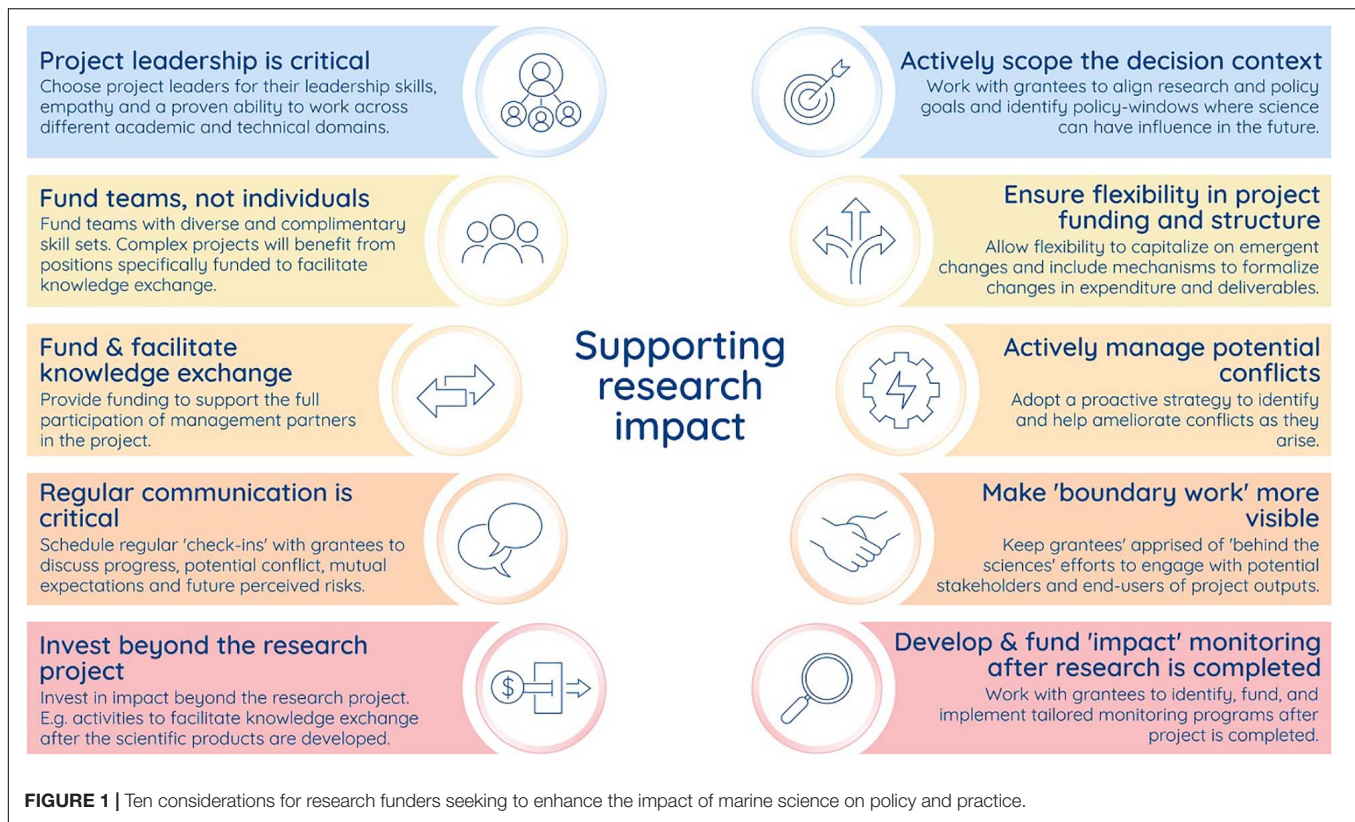 Project leadership is critical
Choose project leaders for their leadership skills,
empathy and a proven ability to work across
different academic and technical domains.
Fund teams, not individuals
Fund teams with diverse and complimentary
skill sets. Complex projects will benefit from
positions specifically funded to facilitate
knowledge exchange.
Fund & facilitate
knowledge exchange
Provide funding to support the full
participation of management partners
in the project.
Regular communication is
critical
Schedule regular 'check-ins' with grantees to
discuss progress, potential conflict, mutual
expectations and future perceived risks.
Invest beyond the research
project
Invest in impact beyond the research project.
E.g. activities to facilitate knowledge exchange
after the scientific products are developed.
$
Supporting
research
impact
Actively scope the decision context
Work with grantees to align research and policy
goals and identify policy-windows where science
can have influence in the future.
Ensure flexibility in project
funding and structure
Allow flexibility to capitalize on emergent
changes and include mechanisms to formalize
changes in expenditure and deliverables.
Actively manage potential
conflicts
Adopt a proactive strategy to identify
and help ameliorate conflicts as they
arise.
Make 'boundary work' more
visible
Keep grantees' apprised of 'behind the
sciences' efforts to engage with potential
stakeholders and end-users of project outputs.
Develop & fund 'impact' monitoring
after research is completed
Work with grantees to identify, fund, and
implement tailored monitoring programs after
project is completed.
FIGURE 1 | Ten considerations for research funders seeking to enhance the impact of marine science on policy and practice.